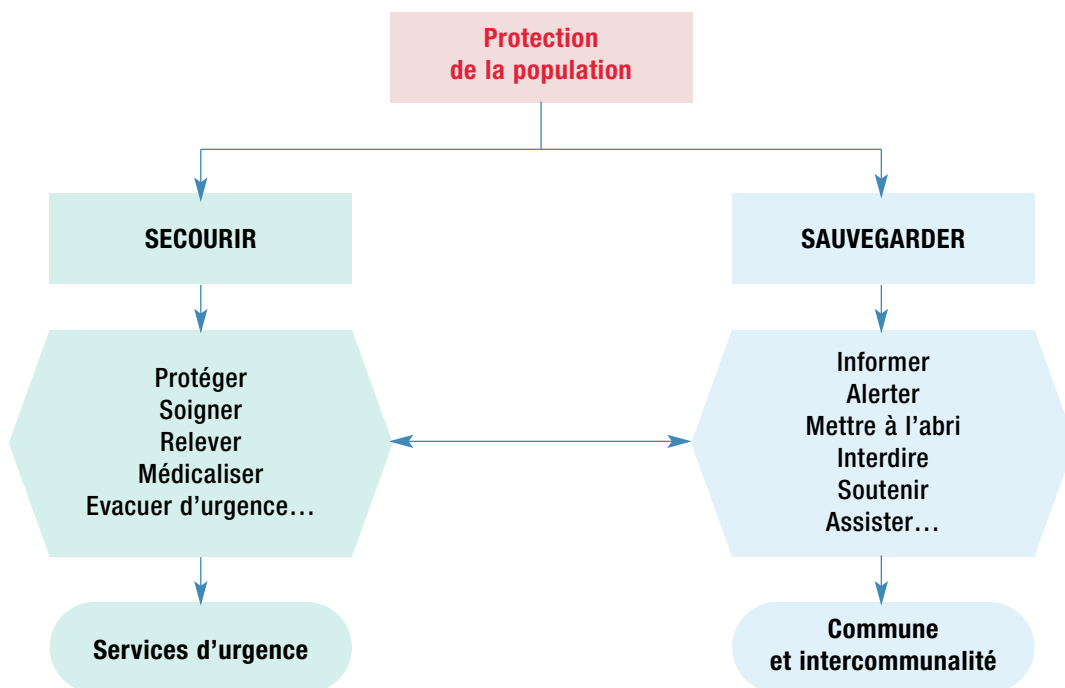 Protection
de la population
SECOURIR
SAUVEGARDER
Protéger
Soigner
Relever
Médicaliser
Evacuer d’urgence…
Informer
Alerter
Mettre à l’abri
Interdire
Soutenir
Assister…
Services d’urgence
Commune
et intercommunalité